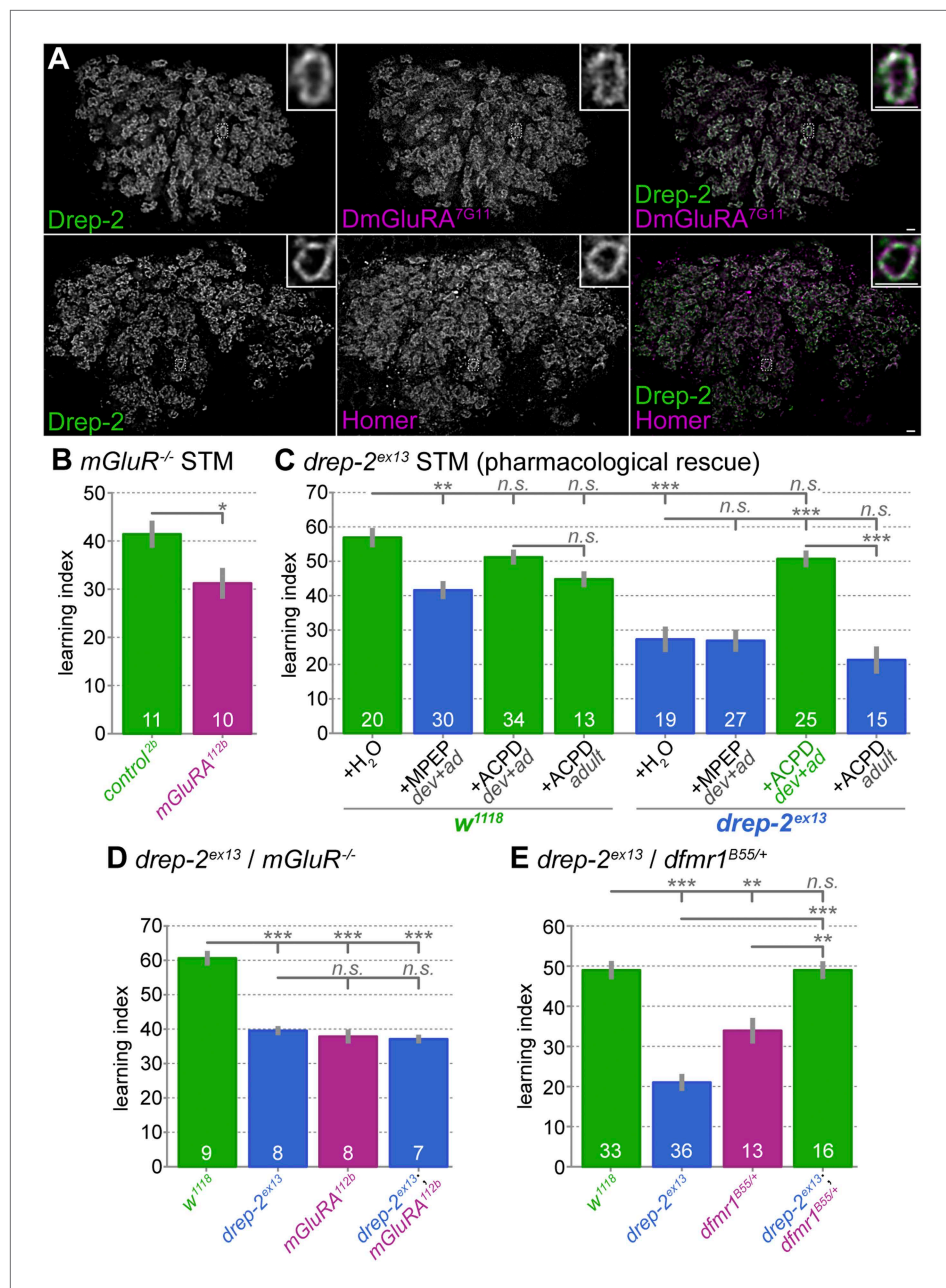 A
Drep-2
DmGluRA7G11
Drep-2
DmGluRA7G11
Drep-2
Homer
Drep-2
Homer
B mGluR-/- STM
learning index
50
40
30
20
10
0
*
11
10
control2b
mGluRA112b
C drep-2ex13 STM (pharmacological rescue)
learning index
70
60
50
40
30
20
10
0
** n.s. n.s. *** n.s.
n.s. *** n.s.
n.s. ***
20 30 34 13 19 27 25 15
+H2O
+MPEP dev+ad
+ACPD dev+ad
+ACPD adult
+H2O
+MPEP dev+ad
+ACPD dev+ad
+ACPD adult
w1118
drep-2ex13
D drep-2ex13 / mGluR-/-
learning index
70
60
50
40
30
20
10
0
*** *** ***
n.s. n.s.
9 8 8 7
w1118
drep-2ex13
mGluRA112b
drep-2ex13;
mGluRA112b
E drep-2ex13 / dfmr1B55/+
learning index
60
50
40
30
20
10
0
*** ** n.s.
***
**
33 36 13 16
w1118
drep-2ex13
dfmr1B55/+
drep-2ex13;
dfmr1B55/+